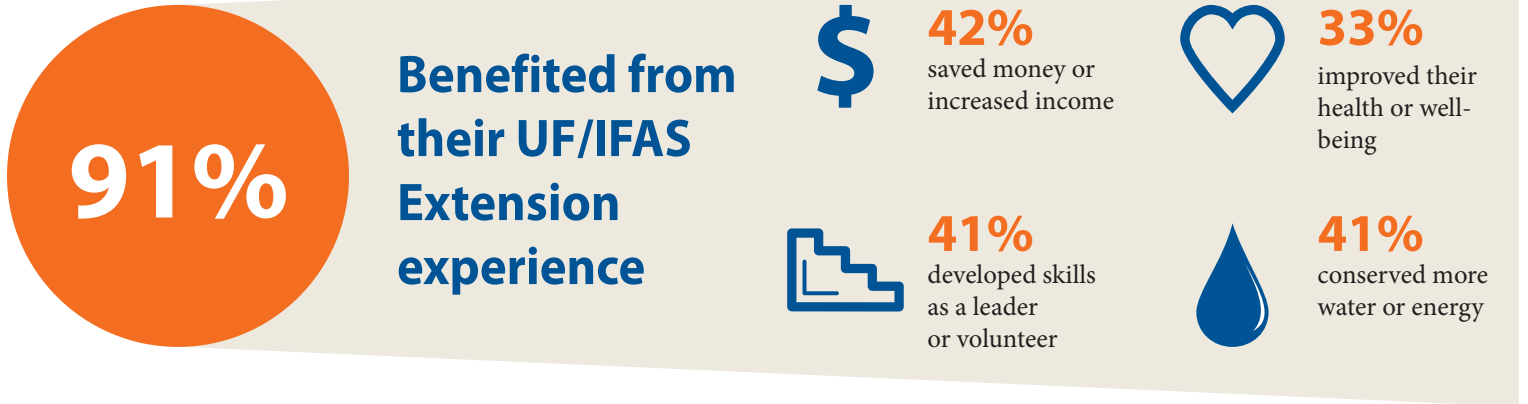 91%
Benefited from
their UF/IFAS
Extension
experience
42%
saved money or
increased income
33%
improved their
health or well-
being
41%
developed skills
as a leader
or volunteer
41%
conserved more
water or energy